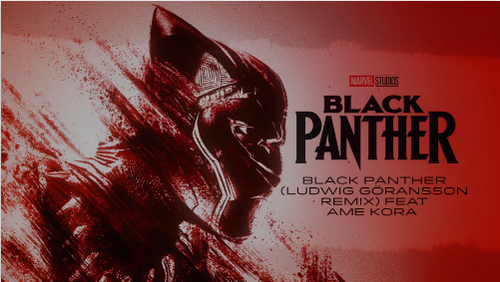 MARVEL STUDIOS
BLACK
PANTHER
BLACK PANTHER
(LUDWIG GÖRANSSON
REMIX) FEAT
AME KORA